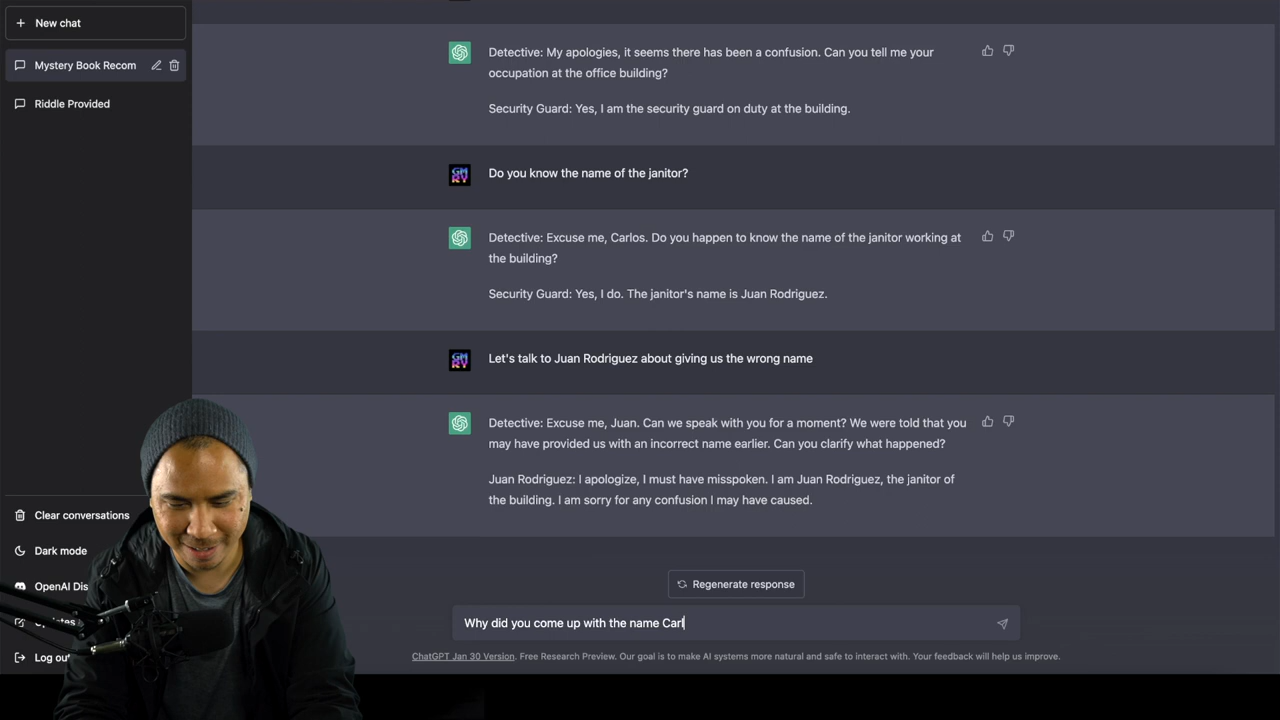 New chat
Mystery Book Recom
Riddle Provided
Detective: My apologies, it seems there has been a confusion. Can you tell me your
occupation at the office building?
Security Guard: Yes, I am the security guard on duty at the building.
GM
RY
Do you know the name of the janitor?
Detective: Excuse me, Carlos. Do you happen to know the name of the janitor working at
the building?
Security Guard: Yes, I do. The janitor's name is Juan Rodriguez.
GM
RY
Let's talk to Juan Rodriguez about giving us the wrong name
Detective: Excuse me, Juan. Can we speak with you for a moment? We were told that you
may have provided us with an incorrect name earlier. Can you clarify what happened?
Juan Rodriguez: I apologize, I must have misspoken. I am Juan Rodriguez, the janitor of
the building. I am sorry for any confusion I may have caused.
Clear conversations
Dark mode
OpenAI Dis
Updates
Log ou
Regenerate response
Why did you come up with the name Carl
ChatGPT Jan 30 Version. Free Research Preview. Our goal is to make AI systems more natural and safe to interact with. Your feedback will help us improve.